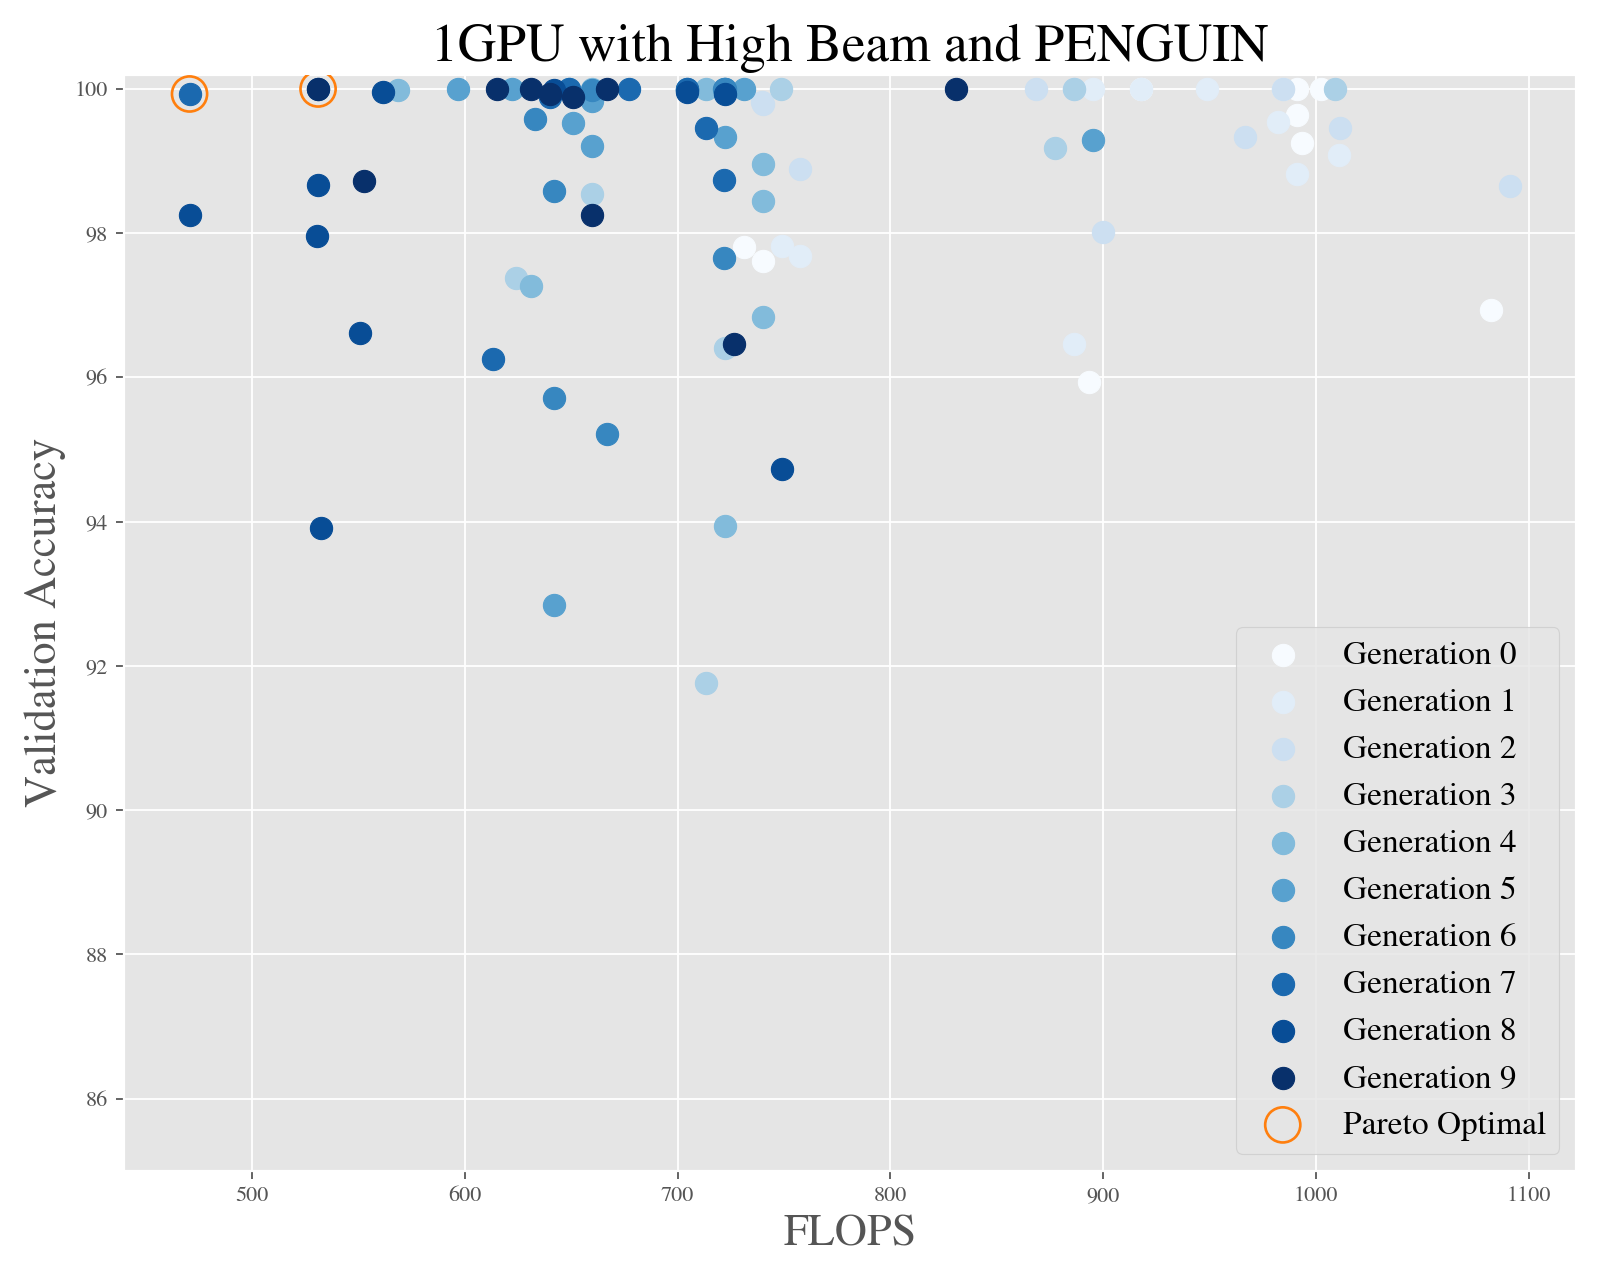 1GPU with High Beam and PENGUIN
Validation Accuracy
100
98
96
94
92
90
88
86
500
600
700
800
900
1000
1100
FLOPS
Generation 0
Generation 1
Generation 2
Generation 3
Generation 4
Generation 5
Generation 6
Generation 7
Generation 8
Generation 9
Pareto Optimal